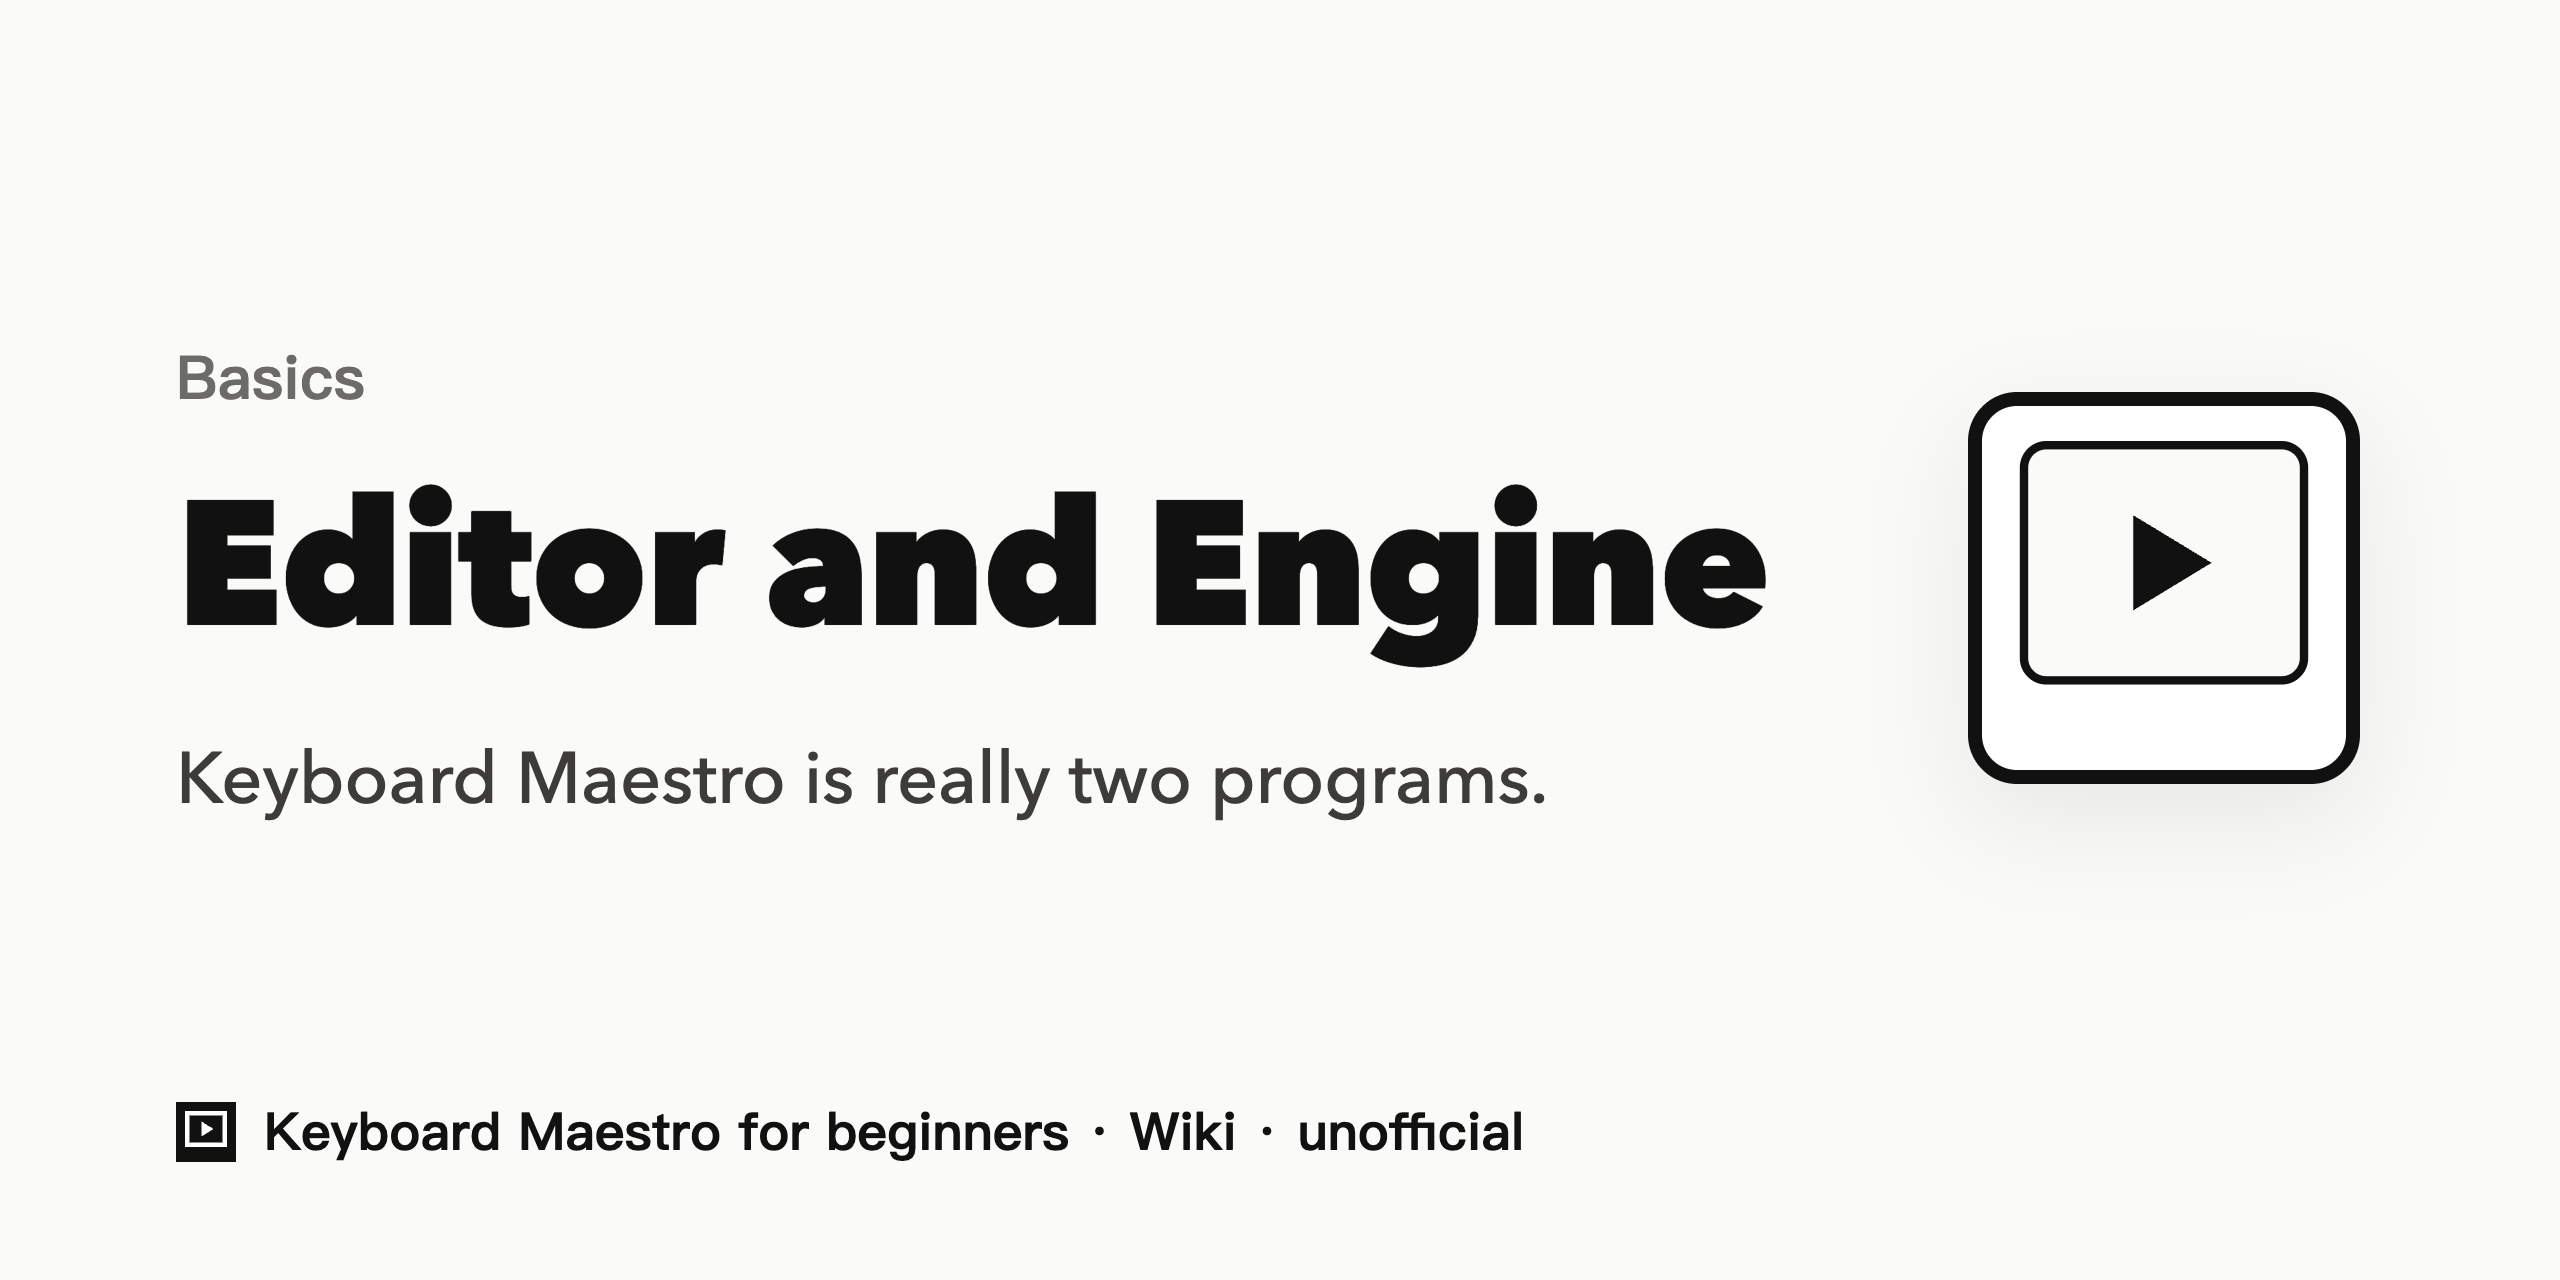 Basics
Editor and Engine
Keyboard Maestro is really two programs.
Keyboard Maestro for beginners · Wiki · unofficial